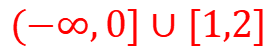 (−∞, 0] ∪ [1,2]